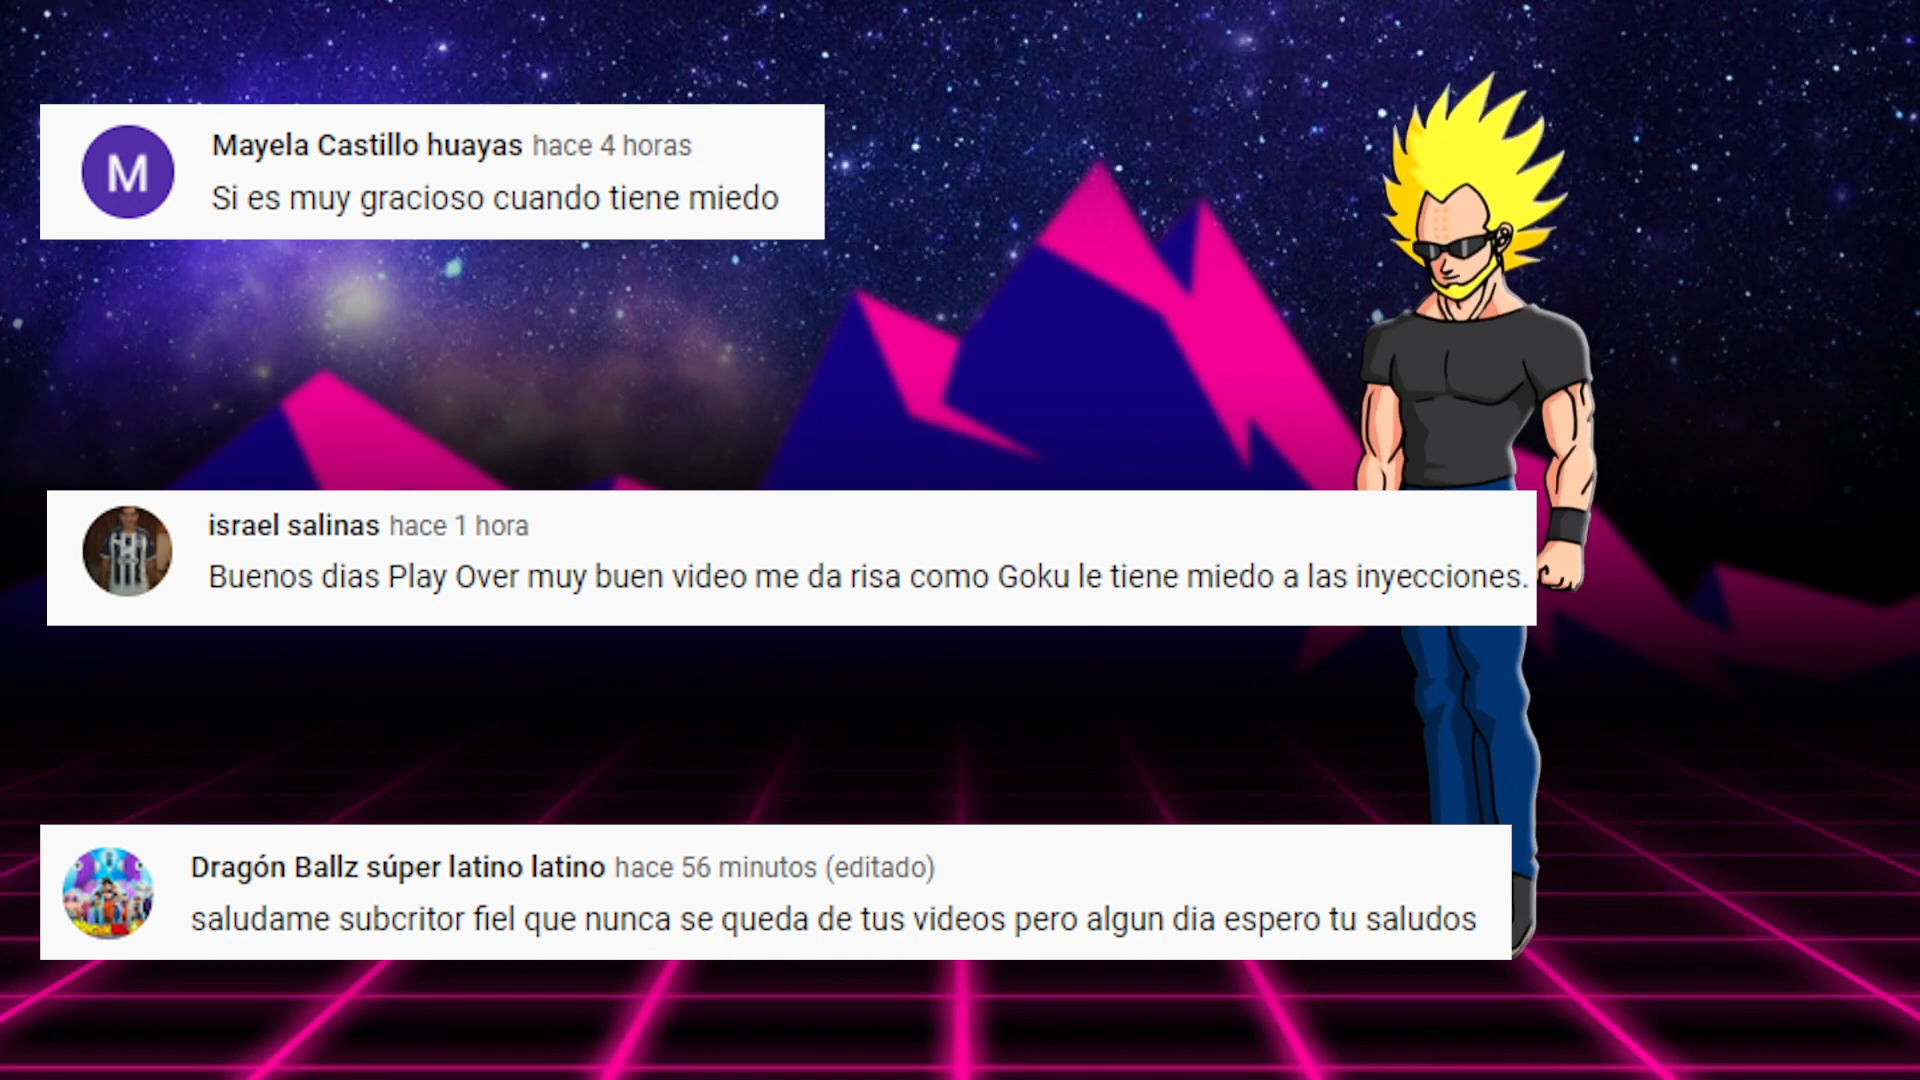 M
Mayela Castillo huayas hace 4 horas
Si es muy gracioso cuando tiene miedo
israel salinas hace 1 hora
Buenos dias Play Over muy buen video me da risa como Goku le tiene miedo a las inyecciones.
Dragón Ballz súper latino latino hace 56 minutos (editado)
saludame subcritor fiel que nunca se queda de tus videos pero algun dia espero tu saludos